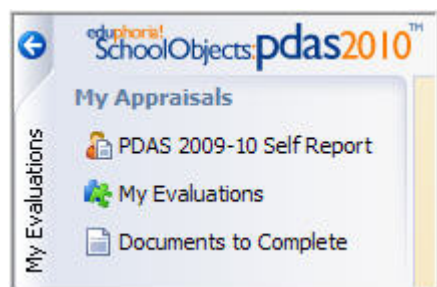 eduphoria!
SchoolObjects:pdas2010™
My Appraisals
PDAS 2009-10 Self Report
My Evaluations
Documents to Complete
My Evaluations